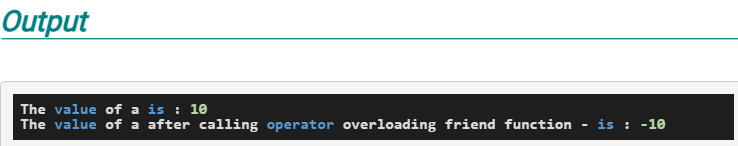 Output
The value of a is : 10
The value of a after calling operator overloading friend function - is : -10